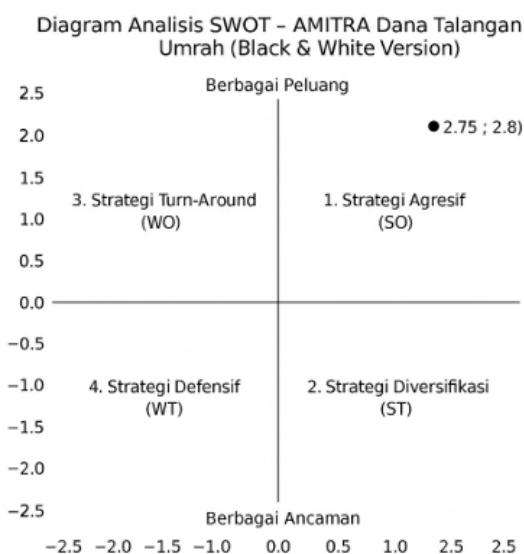 Diagram Analisis SWOT – AMITRA Dana Talangan
Umrah (Black & White Version)
Berbagai Peluang
2.5
2.0
2.75 ; 2.8)
1.5
3. Strategi Turn-Around
(WO)
1. Strategi Agresif
(SO)
1.0
0.5
0.0
−0.5
−1.0
4. Strategi Defensif
(WT)
2. Strategi Diversifikasi
(ST)
−1.5
−2.0
−2.5
Berbagai Ancaman
−2.5 −2.0 −1.5 −1.0 0.0 0.5 1.0 2.5 2.5